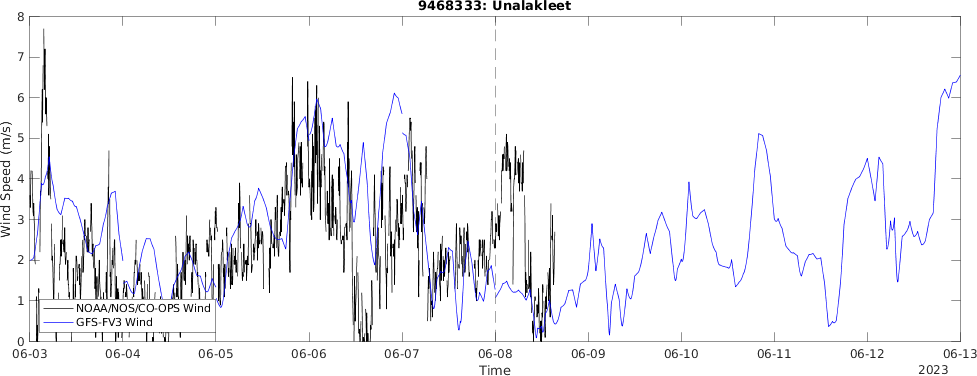 9468333: Unalakleet
8
7
6
5
4
3
2
1
0
Wind Speed (m/s)
NOAA/NOS/CO-OPS Wind
GFS-FV3 Wind
06-03 06-04 06-05 06-06 06-07 06-08 06-09 06-10 06-11 06-12 06-13
Time
2023